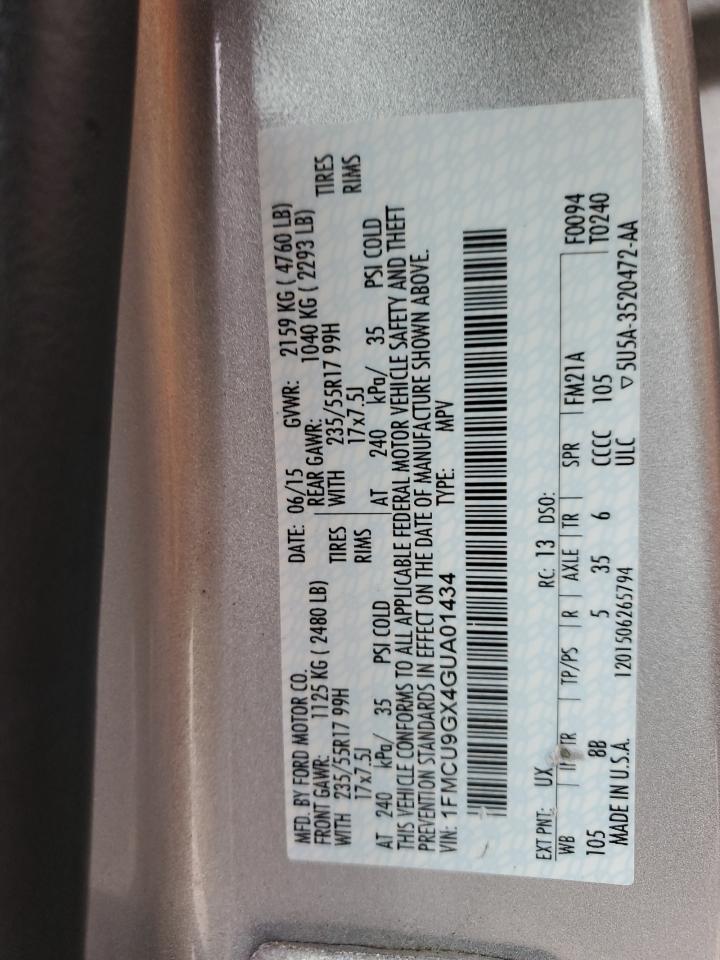 MFD. BY FORD MOTOR CO. DATE: 06/15 GVWR: 2159 KG ( 4760 LB)
FRONT GAWR: 1125 KG ( 2480 LB) REAR GAWR: 1040 KG ( 2293 LB)
WITH 235/55R17 99H TIRES WITH 235/55R17 99H TIRES
17x7.5J RIMS 17x7.5J RIMS
AT 240 kPa/ 35 PSI COLD AT 240 kPa/ 35 PSI COLD
THIS VEHICLE CONFORMS TO ALL APPLICABLE FEDERAL MOTOR VEHICLE SAFETY AND THEFT
PREVENTION STANDARDS IN EFFECT ON THE DATE OF MANUFACTURE SHOWN ABOVE.
VIN: 1FMCU9GX4GUA01434 TYPE: MPV
EXT PNT: UX RC: 13 DSO: F0094
WB TR TP/PS R AXLE TR SPR FM21A T0240
105 8B 5 35 6 CCCC 105
MADE IN U.S.A. 1201506265794 ULC ▽5U5A-3520472-AA